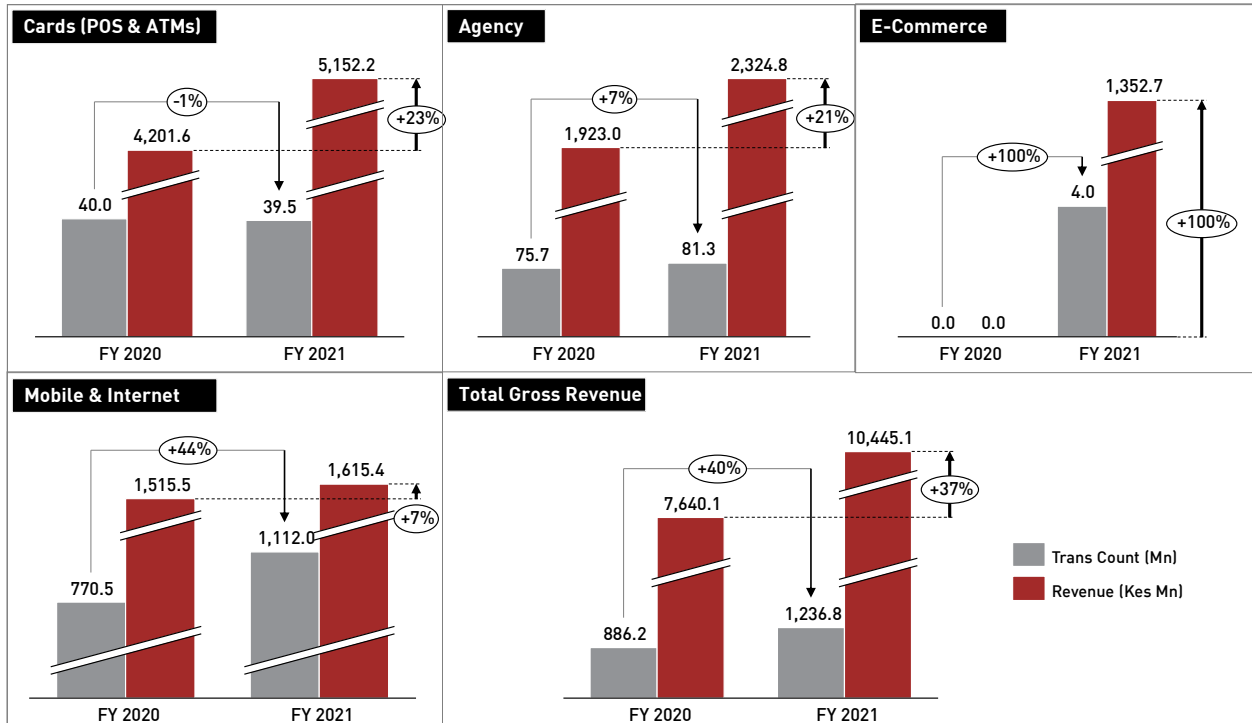 Cards (POS & ATMs)
5,152.2
-1%
+23%
4,201.6
40.0
39.5
FY 2020
FY 2021
Agency
2,324.8
+7%
+21%
1,923.0
75.7
81.3
FY 2020
FY 2021
E-Commerce
1,352.7
+100%
4.0
+100%
0.0
0.0
FY 2020
FY 2021
Mobile & Internet
+44%
1,615.4
1,515.5
+7%
1,112.0
770.5
FY 2020
FY 2021
Total Gross Revenue
10,445.1
+40%
+37%
7,640.1
1,236.8
886.2
FY 2020
FY 2021
Trans Count (Mn)
Revenue (Kes Mn)